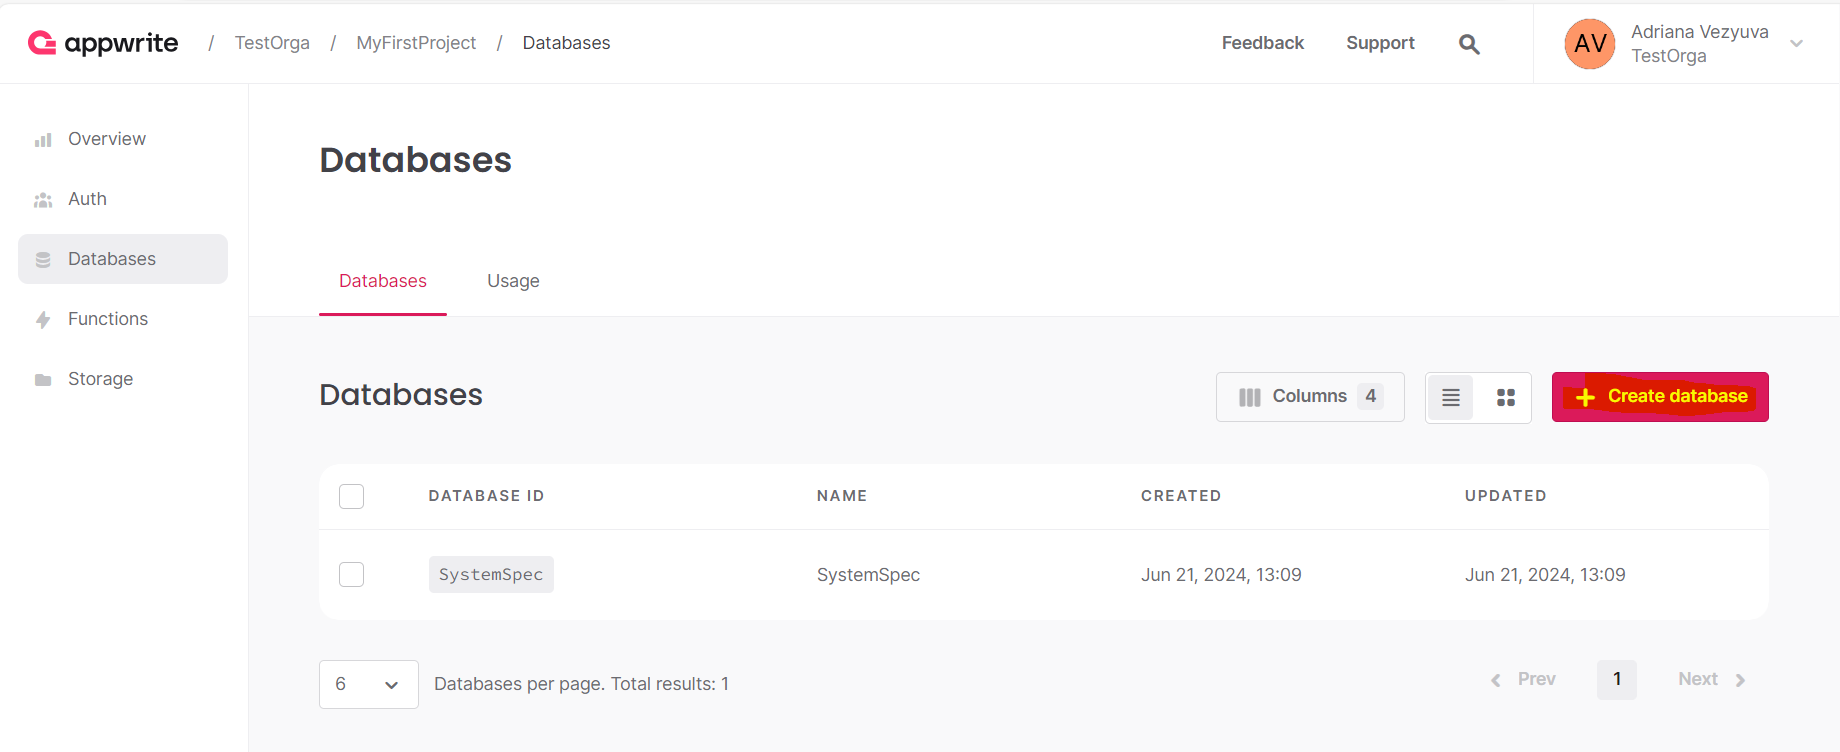 appwrite / TestOrga / MyFirstProject / Databases Feedback Support AV Adriana Vezyuva
TestOrga
Overview
Auth
Databases
Functions
Storage
Databases
Databases Usage
Databases Columns 4 + Create database
DATABASE ID NAME CREATED UPDATED
SystemSpec SystemSpec Jun 21, 2024, 13:09 Jun 21, 2024, 13:09
6 Databases per page. Total results: 1 Prev 1 Next